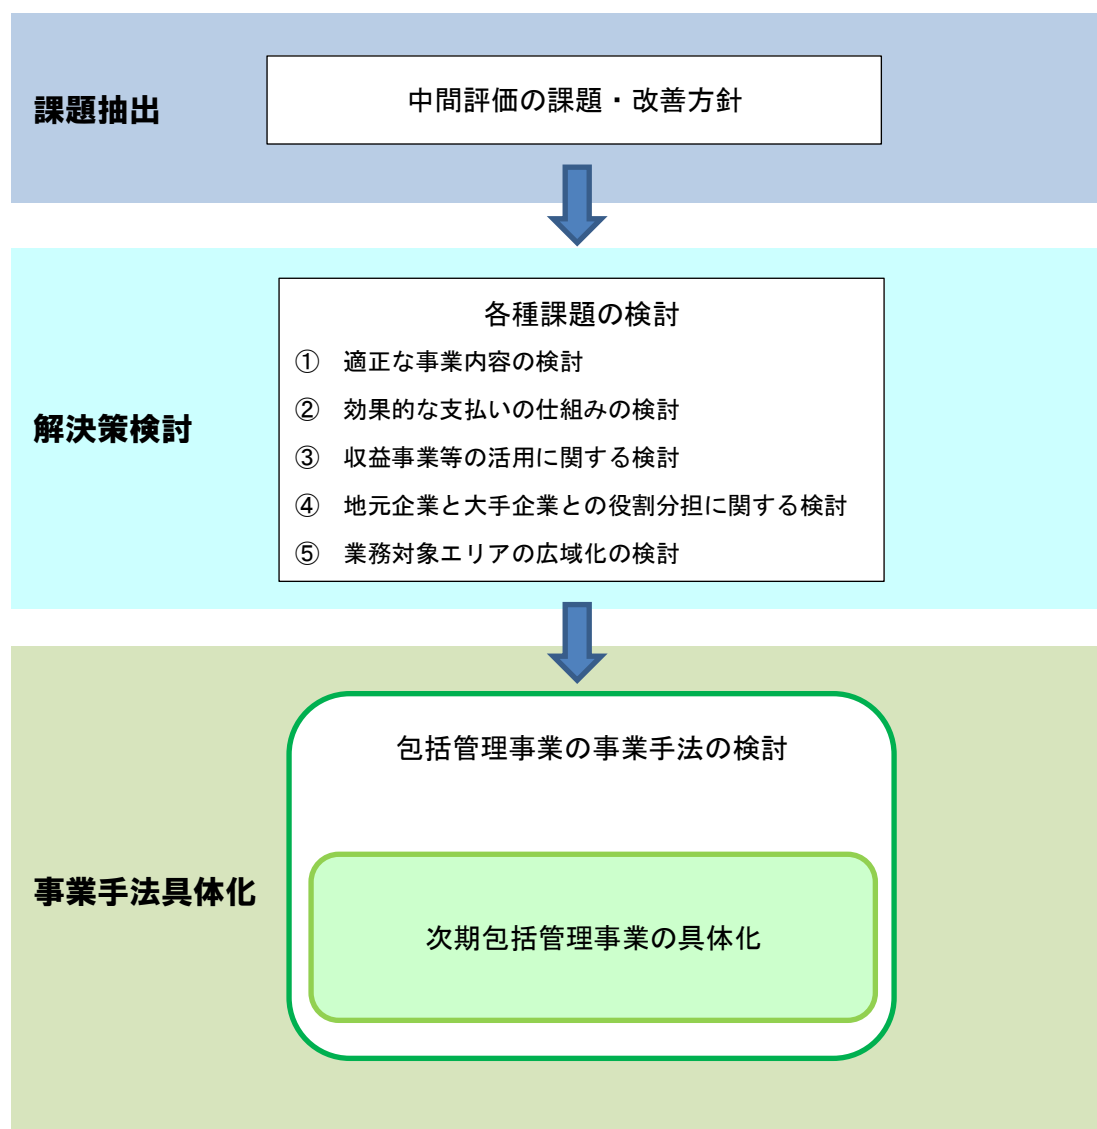 課題抽出
中間評価の課題・改善方針
解決策検討
各種課題の検討
① 適正な事業内容の検討
② 効果的な支払いの仕組みの検討
③ 収益事業等の活用に関する検討
④ 地元企業と大手企業との役割分担に関する検討
⑤ 業務対象エリアの広域化の検討
事業手法具体化
包括管理事業の事業手法の検討
次期包括管理事業の具体化